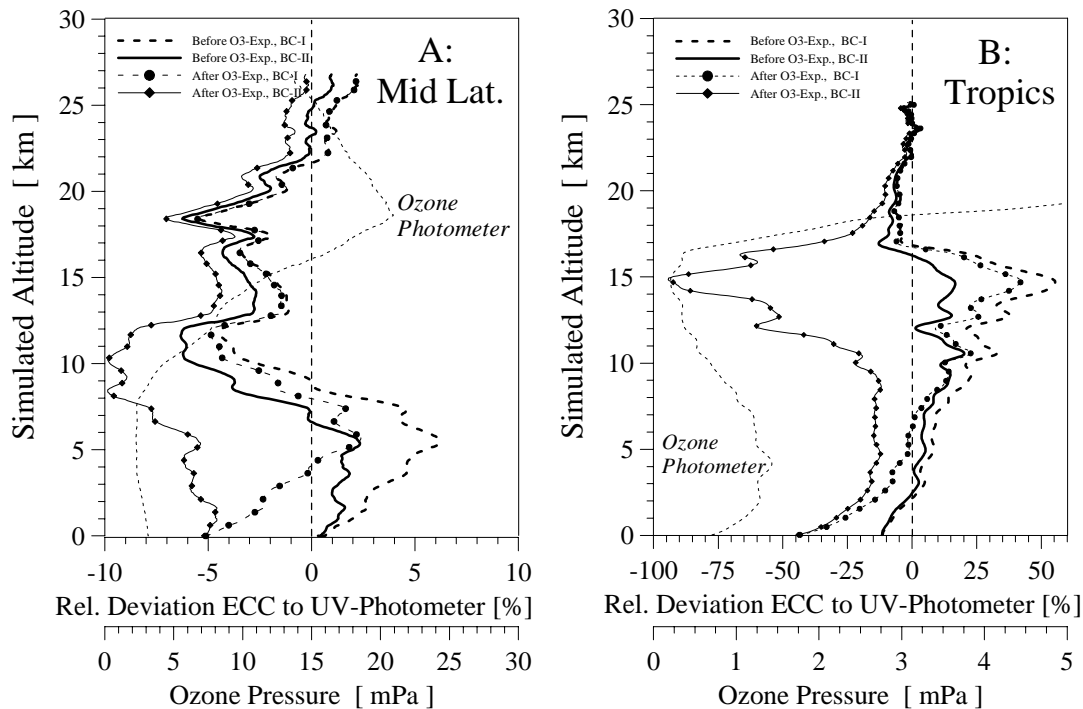 30
25
20
15
10
5
0
Simulated Altitude [ km ]
Before O3-Exp., BC-I
Before O3-Exp., BC-II
After O3-Exp., BC-I
After O3-Exp., BC-II
A:
Mid Lat.
Ozone
Photometer
-10 -5 0 5 10
Rel. Deviation ECC to UV-Photometer [%]
0 5 10 15 20 25 30
Ozone Pressure [ mPa ]
30
25
20
15
10
5
0
Simulated Altitude [ km ]
Before O3-Exp., BC-I
Before O3-Exp., BC-II
After O3-Exp., BC-I
After O3-Exp., BC-II
B:
Tropics
Ozone
Photometer
-100 -75 -50 -25 0 25 50
Rel. Deviation ECC to UV-Photometer [%]
0 1 2 3 4 5
Ozone Pressure [ mPa ]